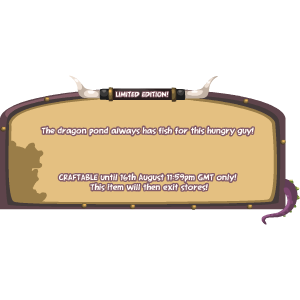 LIMITED EDITION!
The dragon pond always has fish for this hungry guy!
CRAFTABLE until 16th August 11:59pm GMT only!
This item will then exit stores!